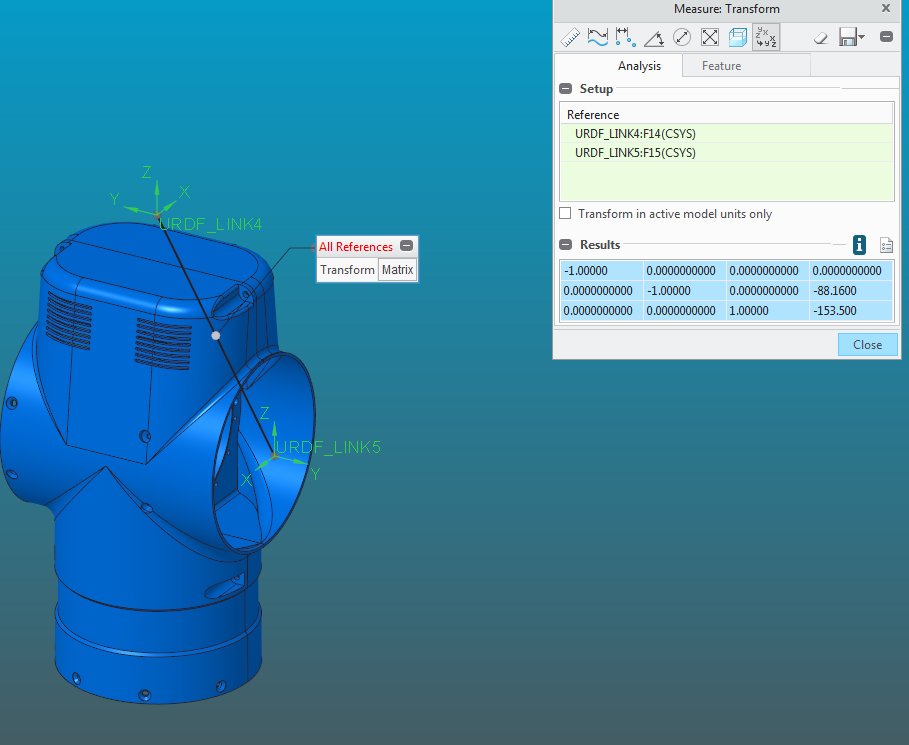 Measure: Transform
Analysis
Feature
Setup
Reference
URDF_LINK4:F14(CSYS)
URDF_LINK5:F15(CSYS)
Transform in active model units only
Results
-1.00000 0.0000000000 0.0000000000 0.0000000000
0.0000000000 -1.00000 0.0000000000 -88.1600
0.0000000000 0.0000000000 1.00000 -153.500
Close
Z
Y X
URDF_LINK4
All References
Transform Matrix
Z
URDF_LINK5
X Y